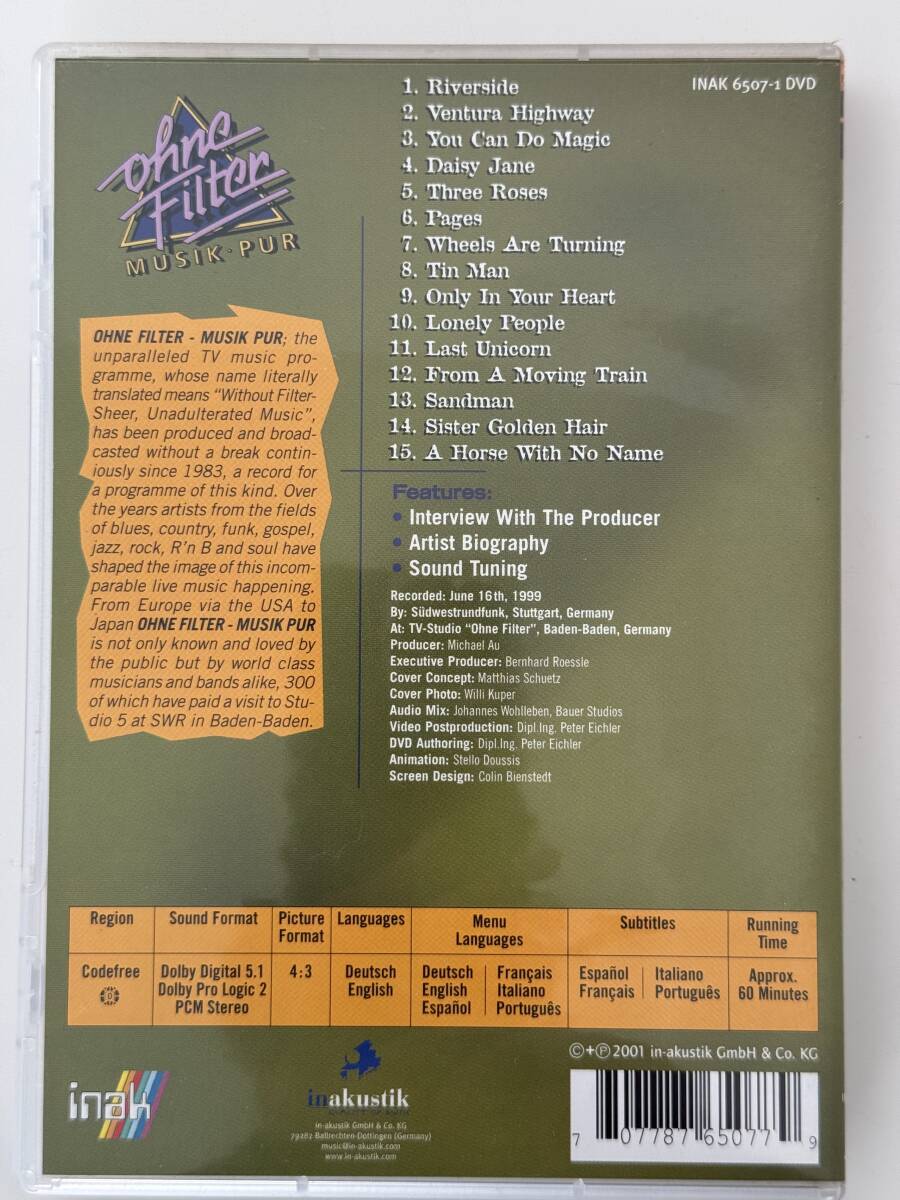 ohne
Filter
MUSIK·PUR
INAK 6507-1 DVD
1. Riverside
2. Ventura Highway
3. You Can Do Magic
4. Daisy Jane
5. Three Roses
6. Pages
7. Wheels Are Turning
8. Tin Man
9. Only In Your Heart
10. Lonely People
11. Last Unicorn
12. From A Moving Train
13. Sandman
14. Sister Golden Hair
15. A Horse With No Name
OHNE FILTER - MUSIK PUR; the
unparalleled TV music pro-
gramme, whose name literally
translated means "Without Filter-
Sheer, Unadulterated Music",
has been produced and broad-
casted without a break contin-
iously since 1983, a record for
a programme of this kind. Over
the years artists from the fields
of blues, country, funk, gospel,
jazz, rock, R'n B and soul have
shaped the image of this incom-
parable live music happening.
From Europe via the USA to
Japan OHNE FILTER - MUSIK PUR
is not only known and loved by
the public but by world class
musicians and bands alike, 300
of which have paid a visit to Stu-
dio 5 at SWR in Baden-Baden.
Features:
• Interview With The Producer
• Artist Biography
• Sound Tuning
Recorded: June 16th, 1999
By: Südwestrundfunk, Stuttgart, Germany
At: TV-Studio "Ohne Filter", Baden-Baden, Germany
Producer: Michael Au
Executive Producer: Bernhard Roessle
Cover Concept: Matthias Schuetz
Cover Photo: Willi Kuper
Audio Mix: Johannes Wohlleben, Bauer Studios
Video Postproduction: Dipl.Ing. Peter Eichler
DVD Authoring: Dipl.Ing. Peter Eichler
Animation: Stello Doussis
Screen Design: Colin Bienstedt
Region
Codefree
0
Sound Format
Dolby Digital 5.1
Dolby Pro Logic 2
PCM Stereo
Picture
Format
4:3
Languages
Deutsch
English
Menu
Languages
Deutsch
English
Español
Français
Italiano
Português
Subtitles
Español
Français
Italiano
Português
Running
Time
Approx.
60 Minutes
©+℗ 2001 in-akustik GmbH & Co. KG
inak
inakustik
in-akustik GmbH & Co. KG
79282 Ballrechten-Dottingen (Germany)
music@in-akustik.com
www.in-akustik.com
7 07787 65077 9